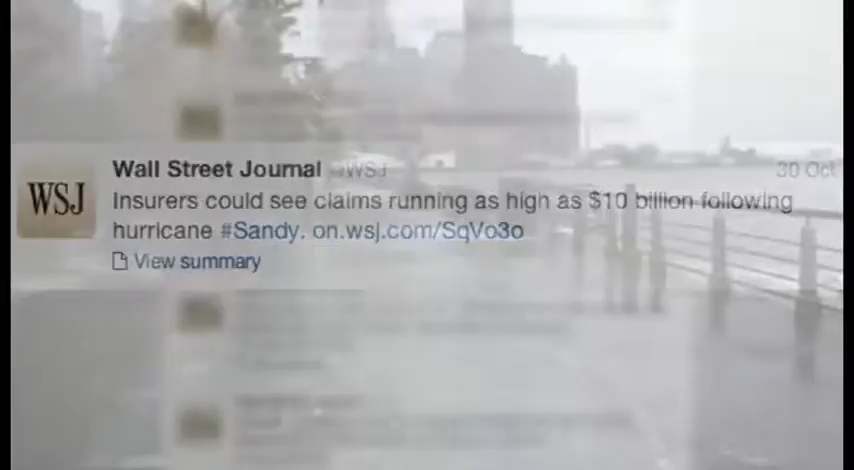 WSJ
Wall Street Journal @WSJ 30 Oct
Insurers could see claims running as high as $10 billion following
hurricane #Sandy. on.wsj.com/SqVo3o
View summary